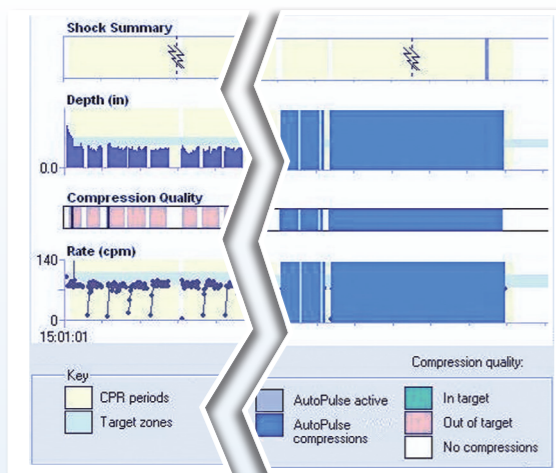 Shock Summary
Depth (in)
0.0
Compression Quality
Rate (cpm)
140
0
15:01:01
Compression quality:
Key
CPR periods
Target zones
AutoPulse active
AutoPulse
compressions
In target
Out of target
No compressions